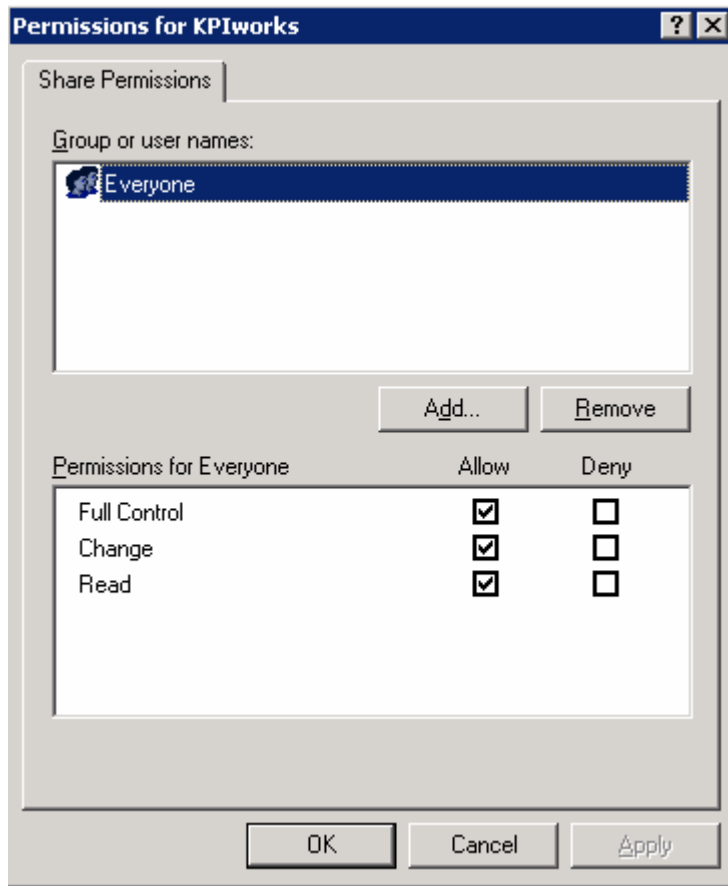 Permissions for KPIworks
Share Permissions
Group or user names:
Everyone
Add... Remove
Permissions for Everyone Allow Deny
Full Control
Change
Read
OK Cancel Apply